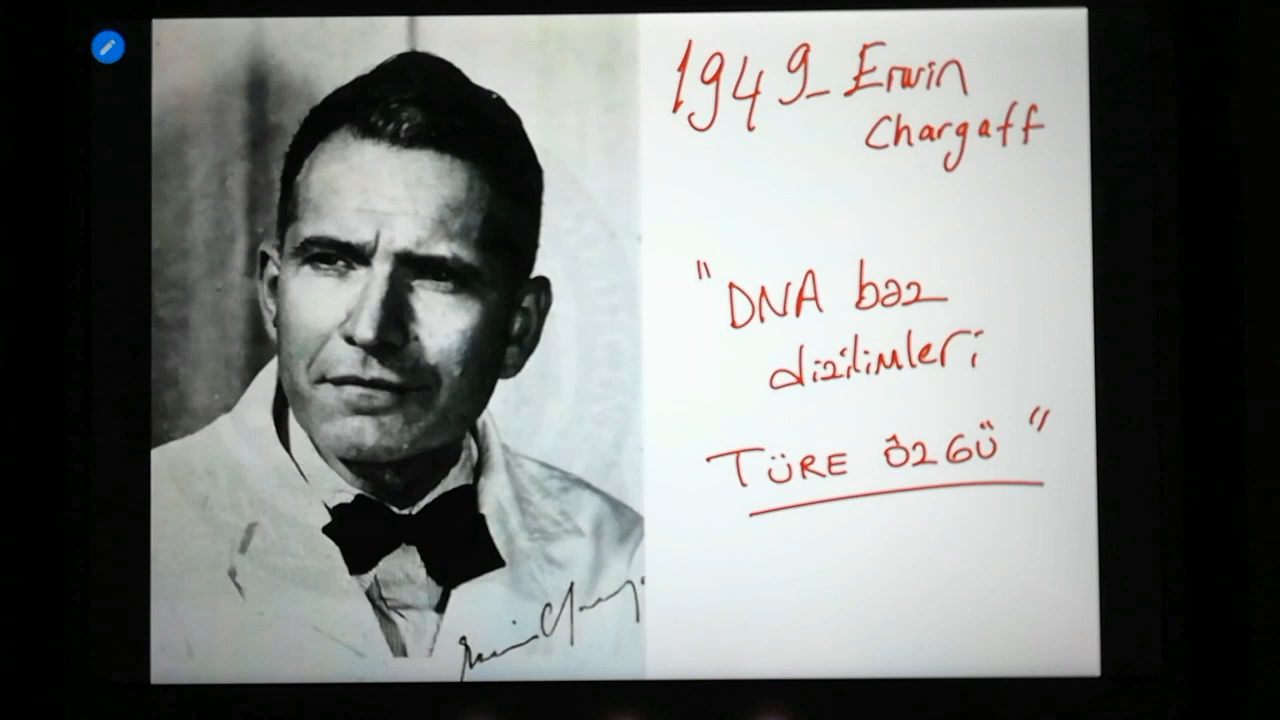 1949- Erwin
Chargaff
"DNA baz
dizilimleri
TÜRE ÖZGÜ"